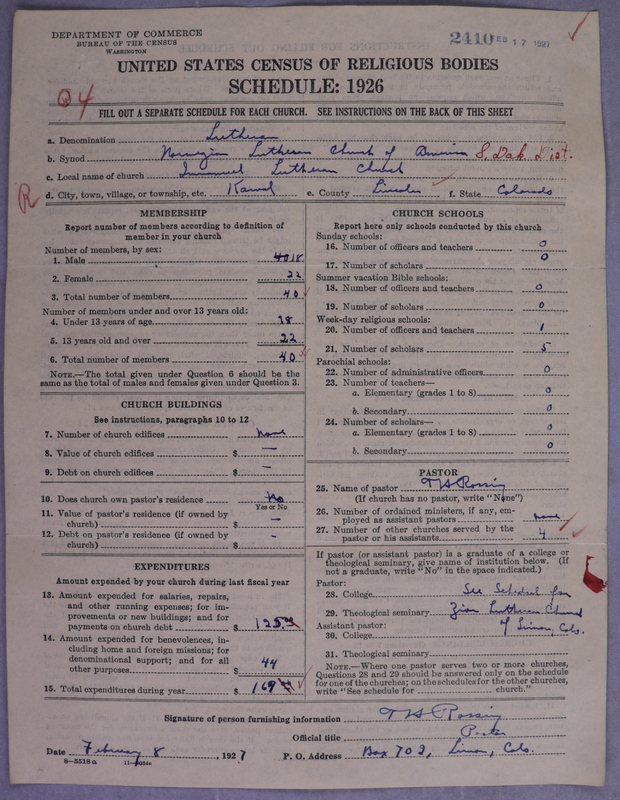 DEPARTMENT OF COMMERCE
BUREAU OF THE CENSUS
WASHINGTON
2410 FEB 17 1927
UNITED STATES CENSUS OF RELIGIOUS BODIES
SCHEDULE: 1926
FILL OUT A SEPARATE SCHEDULE FOR EACH CHURCH. SEE INSTRUCTIONS ON THE BACK OF THIS SHEET
a. Denomination Lutheran
b. Synod Norwegian Lutheran Church of America S. Dak. Dist.
c. Local name of church Immanuel Lutheran Church
R d. City, town, village, or township, etc. Karval e. County Lincoln f. State Colorado
MEMBERSHIP
Report number of members according to definition of
member in your church
Number of members, by sex:
1. Male 40 18
2. Female 22
3. Total number of members 40
Number of members under and over 13 years old:
4. Under 13 years of age 18
5. 13 years old and over 22
6. Total number of members 40
NOTE.—The total given under Question 6 should be
same as the total of males and females given under Question 3.
CHURCH BUILDINGS
See instructions, paragraphs 10 to 12
7. Number of church edifices None
8. Value of church edifices $ —
9. Debt on church edifices $ —
10. Does church own pastor's residence No
Yes or No
11. Value of pastor's residence (if owned by
church) $ —
12. Debt on pastor's residence (if owned by
church) $ -
EXPENDITURES
Amount expended by your church during last fiscal year
13. Amount expended for salaries, repairs,
and other running expenses; for im-
provements or new buildings; and for
payments on church debt $ 125
14. Amount expended for benevolences, in-
cluding home and foreign missions; for
denominational support; and for all
other purposes $ 44
15. Total expenditures during year $ 169
CHURCH SCHOOLS
Report here only schools conducted by this church
Sunday schools:
16. Number of officers and teachers 0
17. Number of scholars 0
Summer vacation Bible schools:
18. Number of officers and teachers 0
19. Number of scholars 0
Week-day religious schools:
20. Number of officers and teachers 1
21. Number of scholars 5
Parochial schools:
22. Number of administrative officers 0
23. Number of teachers—
a. Elementary (grades 1 to 8) 0
b. Secondary 0
24. Number of scholars—
a. Elementary (grades 1 to 8) 0
b. Secondary 0
PASTOR
25. Name of pastor T H Rossing
(If church has no pastor, write "None")
26. Number of ordained ministers, if any, em-
ployed as assistant pastors none
27. Number of other churches served by the
pastor or his assistants 4
If pastor (or assistant pastor) is a graduate of a college or
theological seminary, give name of institution below. (If
not a graduate, write "No" in the space indicated.)
Pastor:
28. College See Schedule for
29. Theological seminary Zion Lutheran Church
Assistant pastor: of Limon, Colo.
30. College
31. Theological seminary
NOTE.—Where one pastor serves two or more churches,
Questions 28 and 29 should be answered only on the schedule
for one of the churches; on the schedules for the other churches,
write "See schedule for church."
Signature of person furnishing information T H Rossing
Official title Pastor
Date February 8, 1927 P. O. Address Box 702, Limon, Colo.
8—5518a